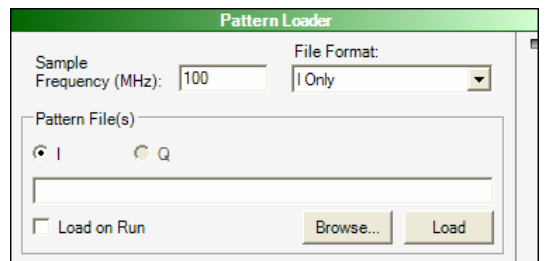 Pattern Loader
Sample Frequency (MHz): 100
File Format:
I Only
Pattern File(s)
I Q
Load on Run Browse... Load